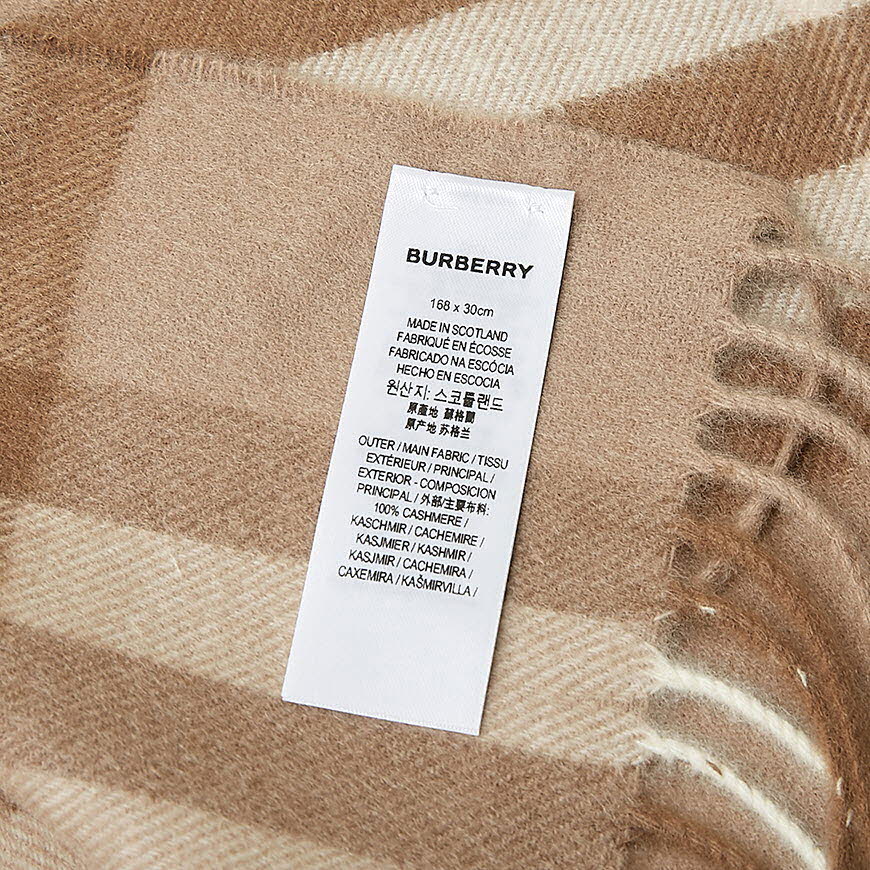 BURBERRY
168 x 30cm
MADE IN SCOTLAND
FABRIQUÉ EN ÉCOSSE
FABRICADO NA ESCÓCIA
HECHO EN ESCOCIA
원산지: 스코틀랜드
原產地 蘇格蘭
原产地 苏格兰
OUTER / MAIN FABRIC / TISSU
EXTÉRIEUR / PRINCIPAL /
EXTERIOR - COMPOSICION
PRINCIPAL / 外部/主要布料:
100% CASHMERE /
KASCHMIR / CACHEMIRE /
KASJMIER / KASHMIR /
KASJMIR / CACHEMIRA /
CAXEMIRA / KAŠMIRVILLA /